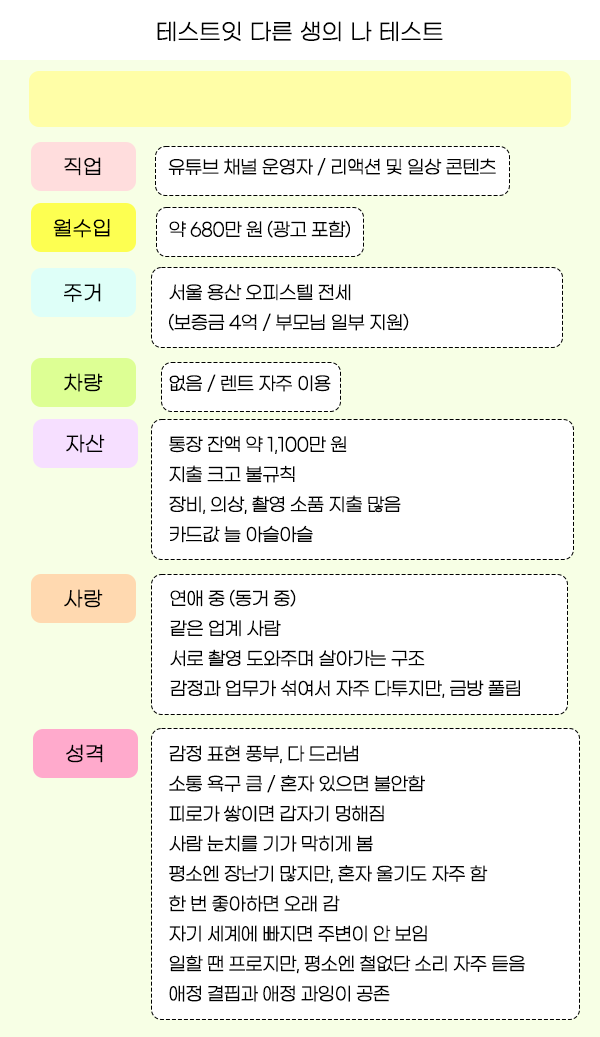 테스트잇 다른 생의 나 테스트
직업
유튜브 채널 운영자 / 리액션 및 일상 콘텐츠
월수입
약 680만 원 (광고 포함)
주거
서울 용산 오피스텔 전세
(보증금 4억 / 부모님 일부 지원)
차량
없음 / 렌트 자주 이용
자산
통장 잔액 약 1,100만 원
지출 크고 불규칙
장비, 의상, 촬영 소품 지출 많음
카드값 늘 아슬아슬
사랑
연애 중 (동거 중)
같은 업계 사람
서로 촬영 도와주며 살아가는 구조
감정과 업무가 섞여서 자주 다투지만, 금방 풀림
성격
감정 표현 풍부, 다 드러냄
소통 욕구 큼 / 혼자 있으면 불안함
피로가 쌓이면 갑자기 멍해짐
사람 눈치를 기가 막히게 봄
평소엔 장난기 많지만, 혼자 울기도 자주 함
한 번 좋아하면 오래 감
자기 세계에 빠지면 주변이 안 보임
일할 땐 프로지만, 평소엔 철없단 소리 자주 듣음
애정 결핍과 애정 과잉이 공존